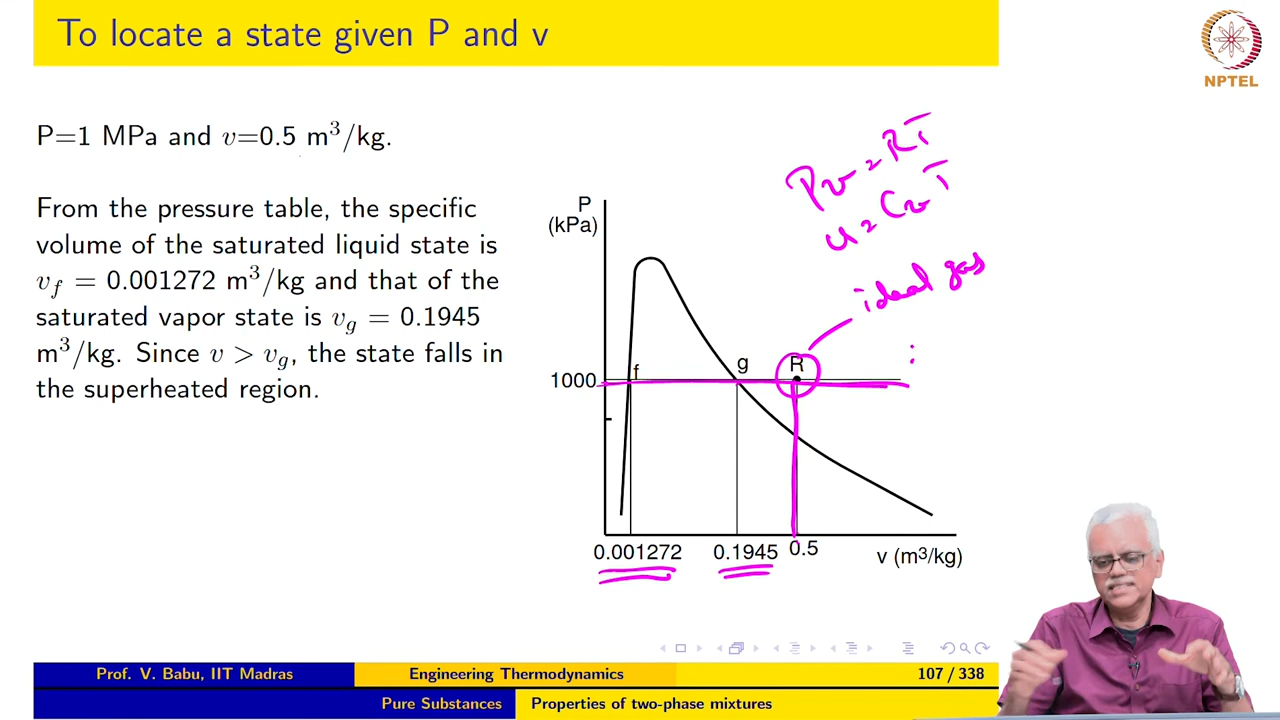 To locate a state given P and v
NPTEL
P=1 MPa and v=0.5 m³/kg.
From the pressure table, the specific
volume of the saturated liquid state is
v_f = 0.001272 m³/kg and that of the
saturated vapor state is v_g = 0.1945
m³/kg. Since v > v_g, the state falls in
the superheated region.
Pv = RT
u = C_v T
ideal gas
P
(kPa)
1000
f
g
R
0.001272
0.1945
0.5
v (m³/kg)
Prof. V. Babu, IIT Madras
Engineering Thermodynamics
107 / 338
Pure Substances
Properties of two-phase mixtures